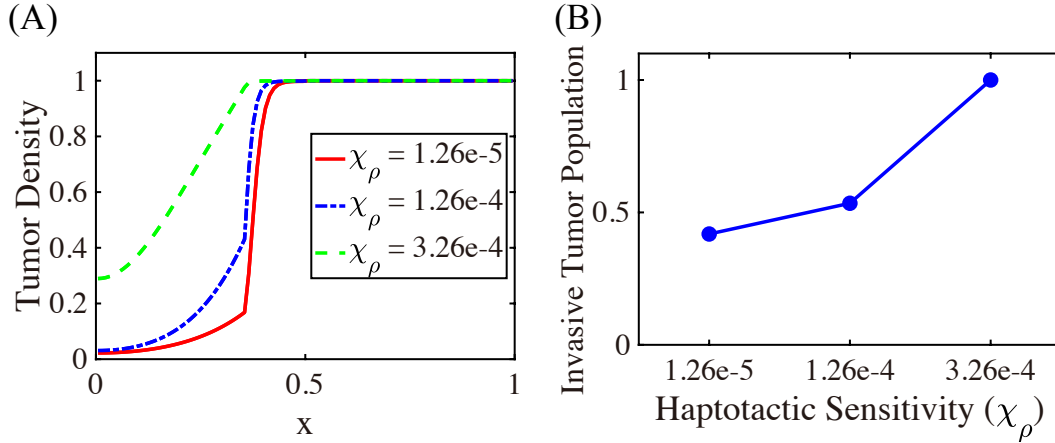 (A)
Tumor Density
1
0.8
0.6
0.4
0.2
0
0
0.5
1
x
χρ = 1.26e-5
χρ = 1.26e-4
χρ = 3.26e-4
(B)
Invasive Tumor Population
1
0.5
0
1.26e-5
1.26e-4
3.26e-4
Haptotactic Sensitivity (χρ)